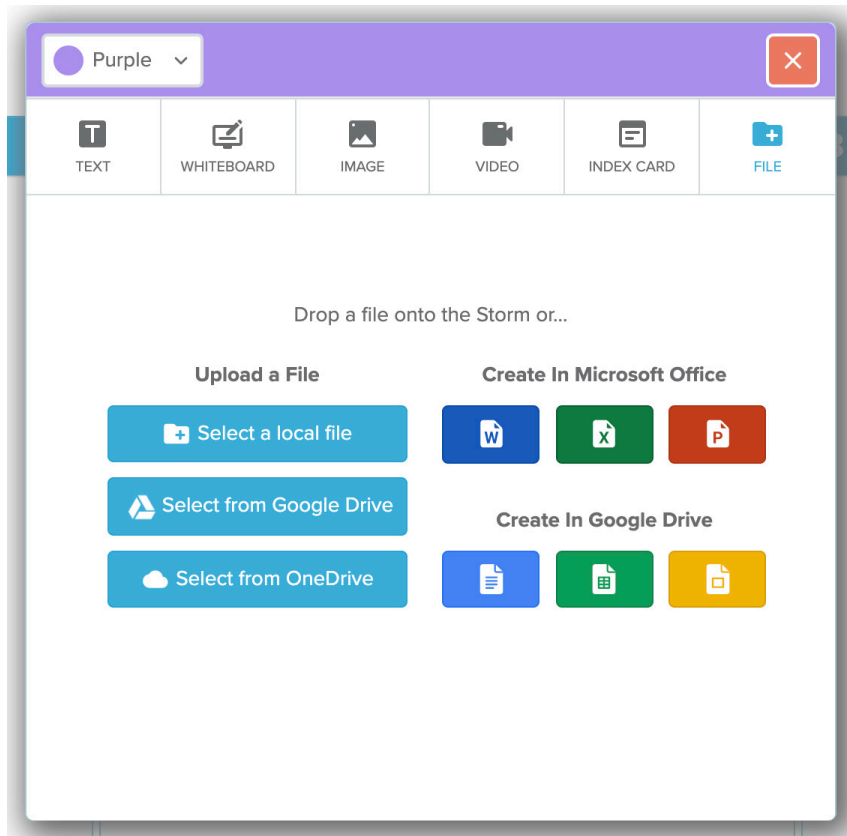 Purple
TEXT
WHITEBOARD
IMAGE
VIDEO
INDEX CARD
FILE
Drop a file onto the Storm or...
Upload a File
Select a local file
Select from Google Drive
Select from OneDrive
Create In Microsoft Office
W
X
P
Create In Google Drive